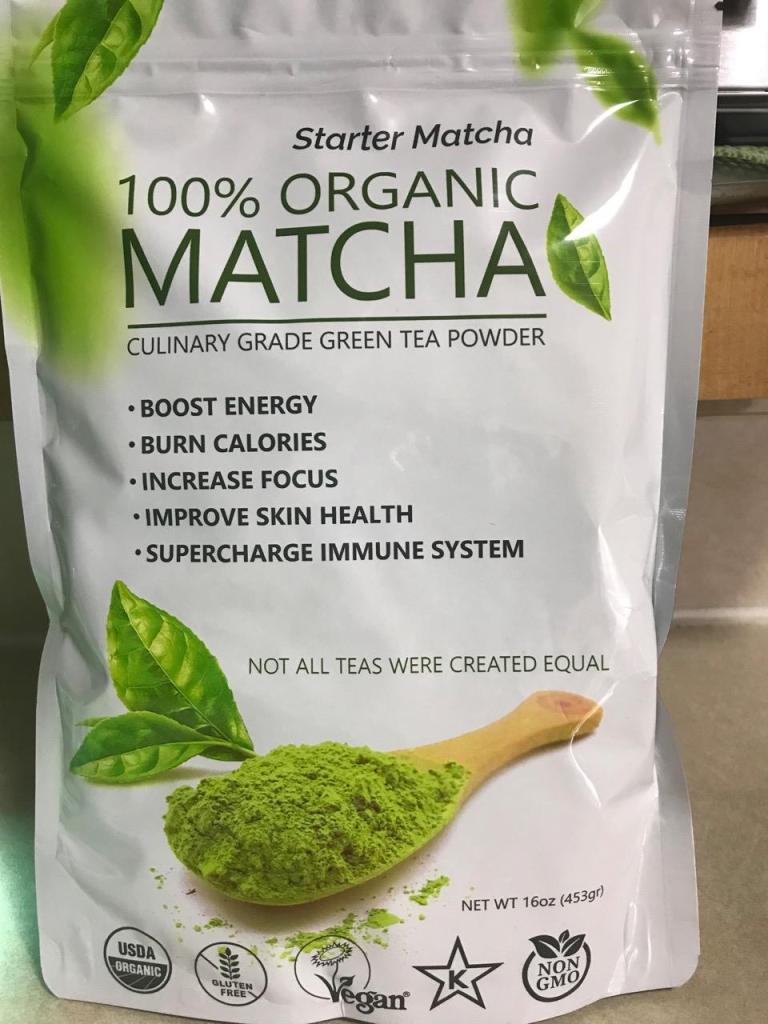 Starter Matcha
100% ORGANIC
MATCHA
CULINARY GRADE GREEN TEA POWDER
• BOOST ENERGY
• BURN CALORIES
• INCREASE FOCUS
• IMPROVE SKIN HEALTH
• SUPERCHARGE IMMUNE SYSTEM
NOT ALL TEAS WERE CREATED EQUAL
NET WT 16oz (453gr)
USDA
ORGANIC
GLUTEN
FREE
Vegan®
K
NON
GMO